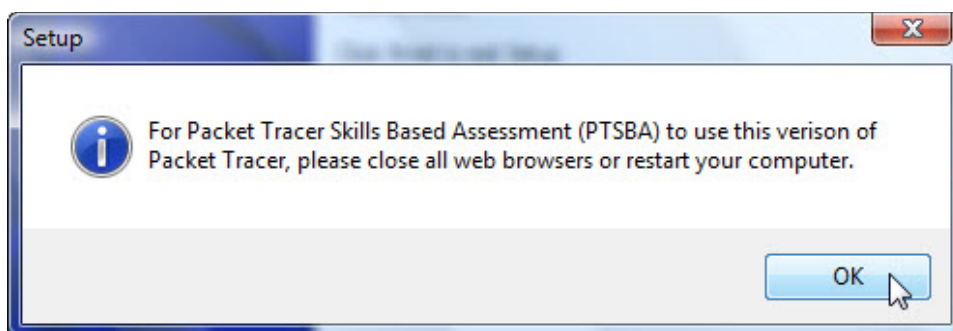 Setup
For Packet Tracer Skills Based Assessment (PTSBA) to use this verison of
Packet Tracer, please close all web browsers or restart your computer.
OK